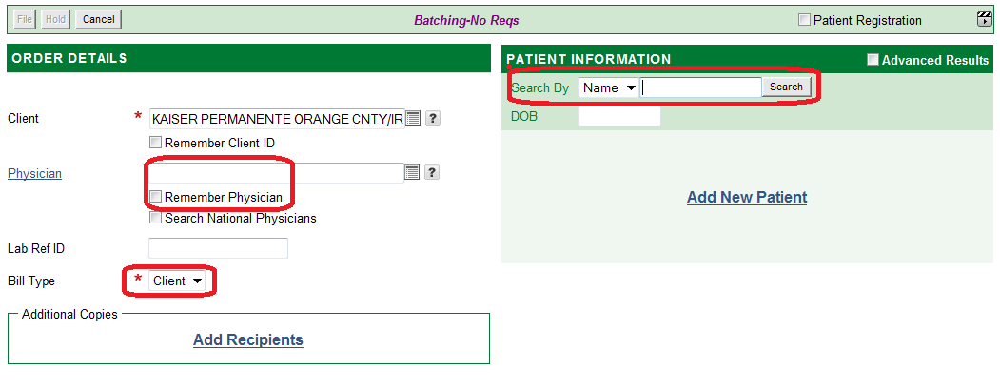 File Hold Cancel Batching-No Reqs Patient Registration
ORDER DETAILS
Client * KAISER PERMANENTE ORANGE CNTY/IR ?
Remember Client ID
Physician ?
Remember Physician
Search National Physicians
Lab Ref ID
Bill Type * Client
Additional Copies
Add Recipients
PATIENT INFORMATION Advanced Results
Search By Name Search
DOB
Add New Patient